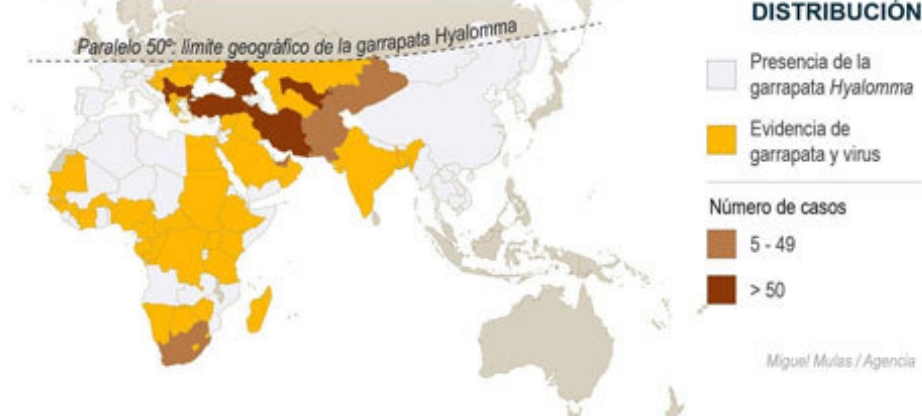 DISTRIBUCIÓN
Paralelo 50º: límite geográfico de la garrapata Hyalomma
Presencia de la
garrapata Hyalomma
Evidencia de
garrapata y virus
Número de casos
5 - 49
> 50
Miguel Mulas / Agencia